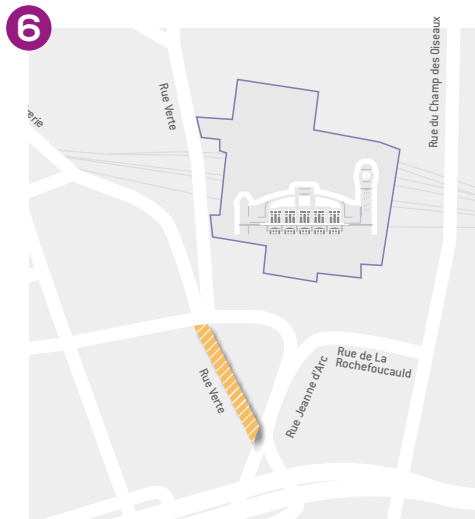 6
Rue Verte
Rue du Champ des Oiseaux
Rue Verte
Rue Jeanne d'Arc
Rue de La
Rochefoucauld